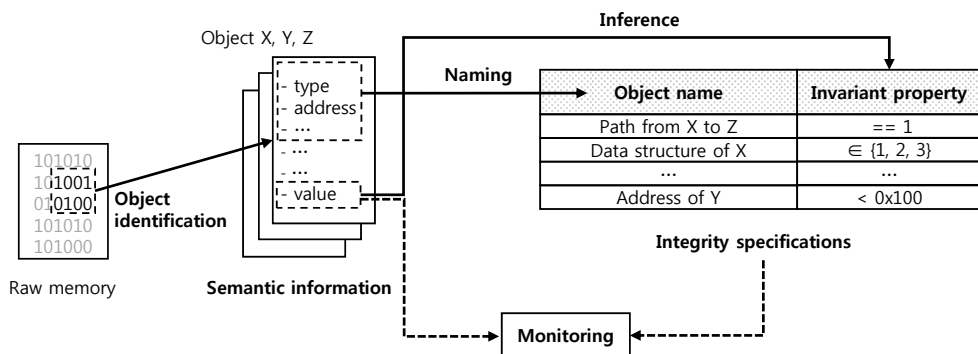 Inference
Object X, Y, Z
Naming
- type
- address
- ...
- ...
- ...
- value
Object name
Invariant property
Path from X to Z
== 1
Data structure of X
∈ {1, 2, 3}
...
...
Address of Y
< 0x100
101010
101001
010100
101010
101000
Object
identification
Raw memory
Semantic information
Integrity specifications
Monitoring